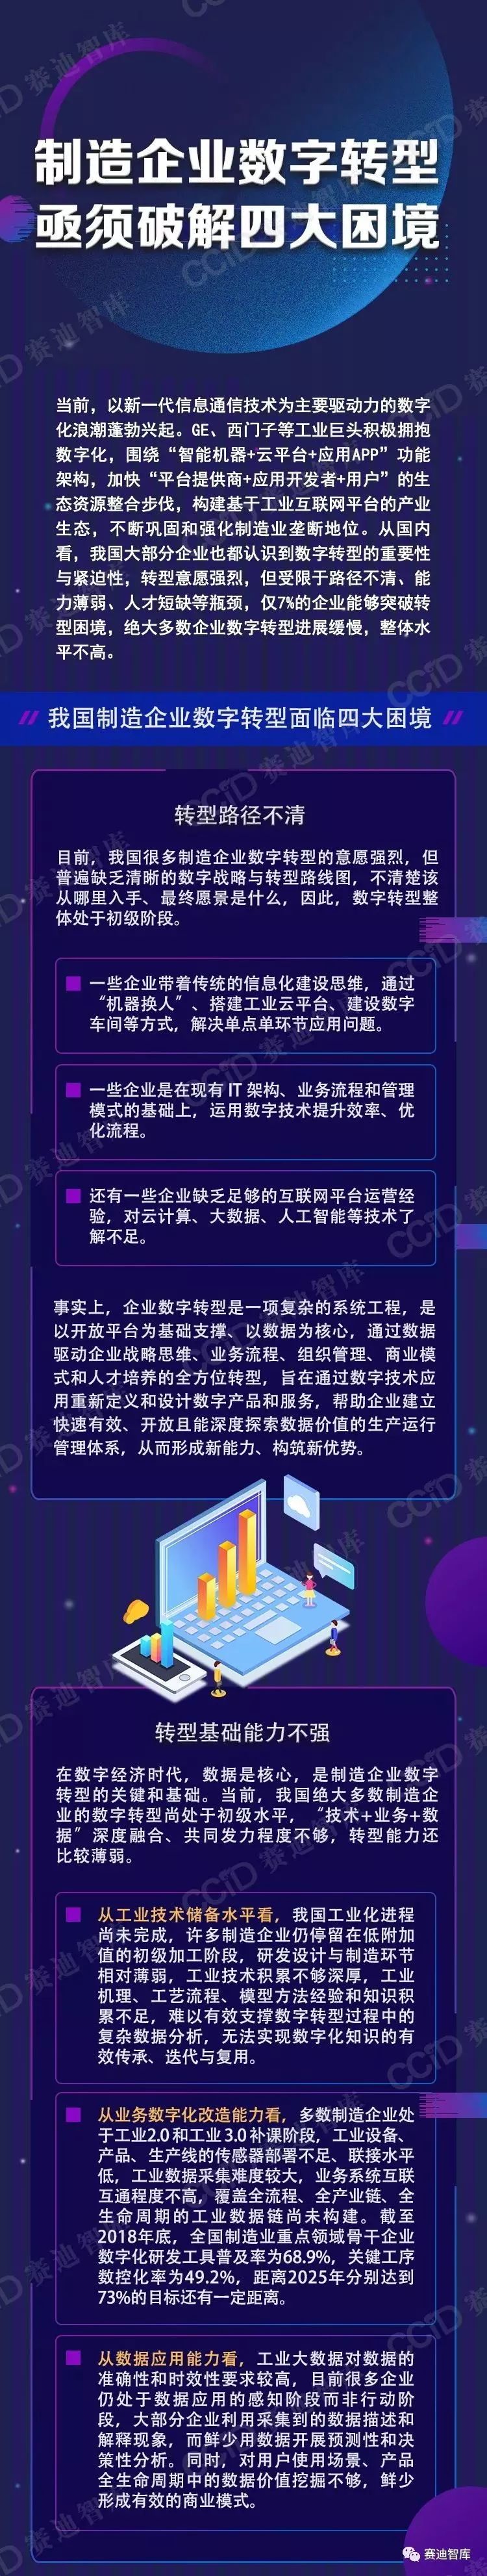 制造企业数字转型
亟须破解四大困境
当前，以新一代信息通信技术为主要驱动力的数字
化浪潮蓬勃兴起。GE、西门子等工业巨头积极拥抱
数字化，围绕“智能机器+云平台+应用APP”功能
架构，加快“平台提供商+应用开发者+用户”的生
态资源整合步伐，构建基于工业互联网平台的产业
生态，不断巩固和强化制造业垄断地位。从国内
看，我国大部分企业也都认识到数字转型的重要性
与紧迫性，转型意愿强烈，但受限于路径不清、能
力薄弱、人才短缺等瓶颈，仅7%的企业能够突破转
型困境，绝大多数企业数字转型进展缓慢，整体水
平不高。
我国制造企业数字转型面临四大困境
转型路径不清
目前，我国很多制造企业数字转型的意愿强烈，但
普遍缺乏清晰的数字战略与转型路线图，不清楚该
从哪里入手、最终愿景是什么，因此，数字转型整
体处于初级阶段。
一些企业带着传统的信息化建设思维，通过
“机器换人”、搭建工业云平台、建设数字
车间等方式，解决单点单环节应用问题。
一些企业是在现有 IT 架构、业务流程和管理
模式的基础上，运用数字技术提升效率、优
化流程。
还有一些企业缺乏足够的互联网平台运营经
验，对云计算、大数据、人工智能等技术了
解不足。
事实上，企业数字转型是一项复杂的系统工程，是
以开放平台为基础支撑、以数据为核心，通过数据
驱动企业战略思维、业务流程、组织管理、商业模
式和人才培养的全方位转型，旨在通过数字技术应
用重新定义和设计数字产品和服务，帮助企业建立
快速有效、开放且能深度探索数据价值的生产运行
管理体系，从而形成新能力、构筑新优势。
转型基础能力不强
在数字经济时代，数据是核心，是制造企业数字
转型的关键和基础。当前，我国绝大多数制造企
业的数字转型尚处于初级水平，“技术+业务+数
据”深度融合、共同发力程度不够，转型能力还
比较薄弱。
从工业技术储备水平看，我国工业化进程
尚未完成，许多制造企业仍停留在低附加
值的初级加工阶段，研发设计与制造环节
相对薄弱，工业技术积累不够深厚，工业
机理、工艺流程、模型方法经验和知识积
累不足，难以有效支撑数字转型过程中的
复杂数据分析，无法实现数字化知识的有
效传承、迭代与复用。
从业务数字化改造能力看，多数制造企业处
于工业2.0 和工业 3.0 补课阶段，工业设备、
产品、生产线的传感器部署不足、联接水平
低，工业数据采集难度较大，业务系统互联
互通程度不高，覆盖全流程、全产业链、全
生命周期的工业数据链尚未构建。截至
2018年底，全国制造业重点领域骨干企业
数字化研发工具普及率为68.9%，关键工序
数控化率为49.2%，距离2025年分别达到
73%的目标还有一定距离。
从数据应用能力看，工业大数据对数据的
准确性和时效性要求较高，目前很多企业
仍处于数据应用的感知阶段而非行动阶
段，大部分企业利用采集到的数据描述和
解释现象，而鲜少用数据开展预测性和决
策性分析。同时，对用户使用场景、产品
全生命周期中的数据价值挖掘不够，鲜少
形成有效的商业模式。
赛迪智库